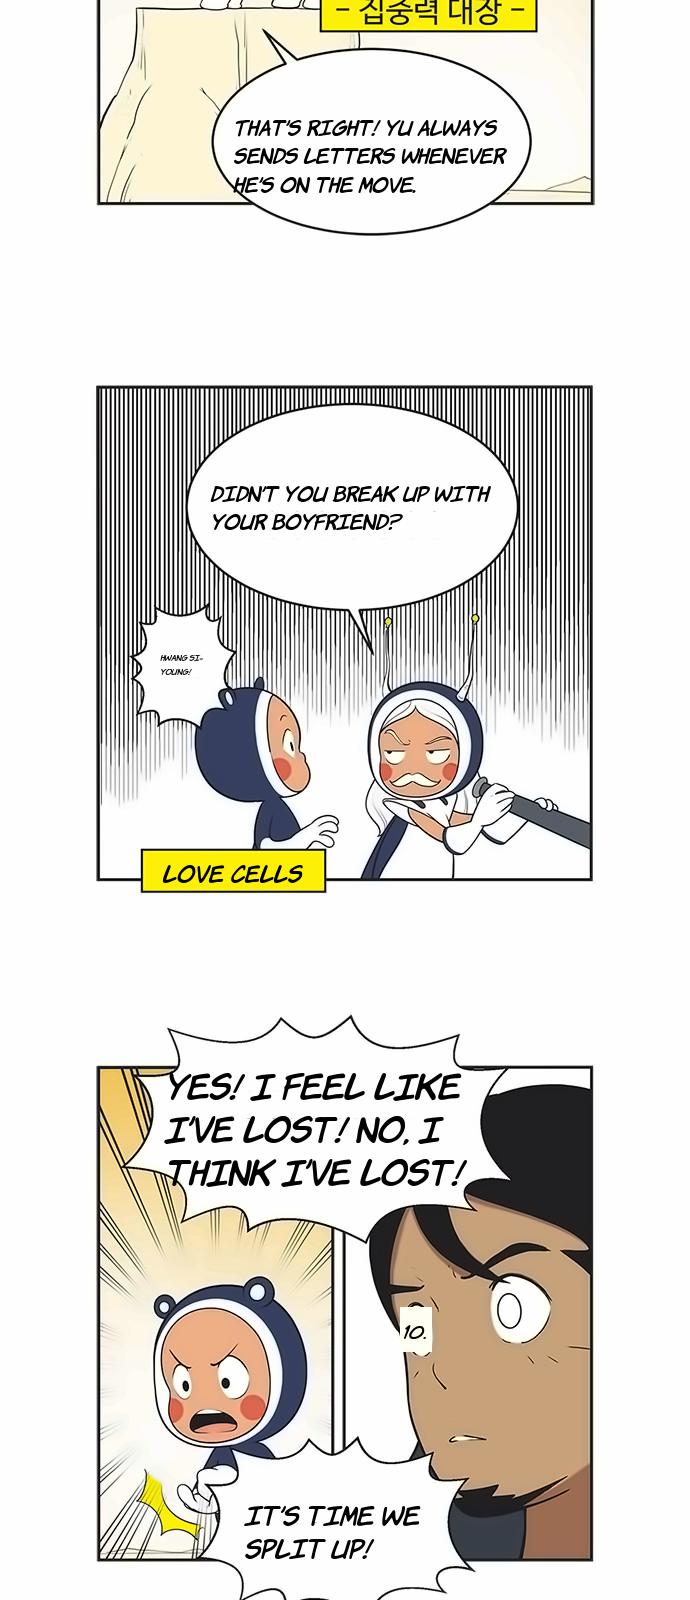 - 집중력 대장 -
THAT'S RIGHT! YU ALWAYS
SENDS LETTERS WHENEVER
HE'S ON THE MOVE.
DIDN'T YOU BREAK UP WITH
YOUR BOYFRIEND?
HWANG SI-
YOUNG!
LOVE CELLS
YES! I FEEL LIKE
I'VE LOST! NO, I
THINK I'VE LOST!
10.
IT'S TIME WE
SPLIT UP!